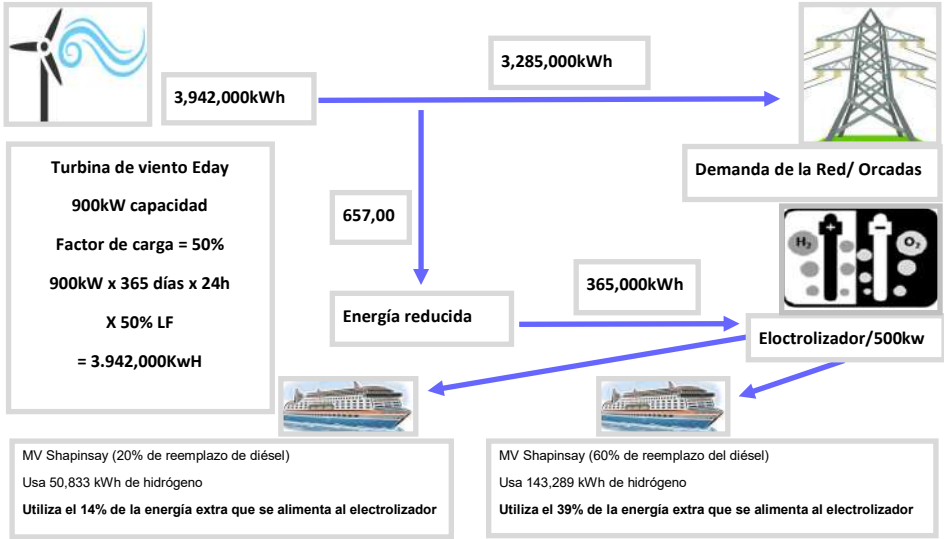 3,285,000kWh
3,942,000kWh
Turbina de viento Eday
900kW capacidad
Factor de carga = 50%
900kW x 365 días x 24h
X 50% LF
= 3.942,000KwH
Demanda de la Red/ Orcadas
657,00
H₂
+
−
O₂
365,000kWh
Energía reducida
Eloctrolizador/500kw
MV Shapinsay (20% de reemplazo de diésel)
Usa 50,833 kWh de hidrógeno
Utiliza el 14% de la energía extra que se alimenta al electrolizador
MV Shapinsay (60% de reemplazo del diésel)
Usa 143,289 kWh de hidrógeno
Utiliza el 39% de la energía extra que se alimenta al electrolizador